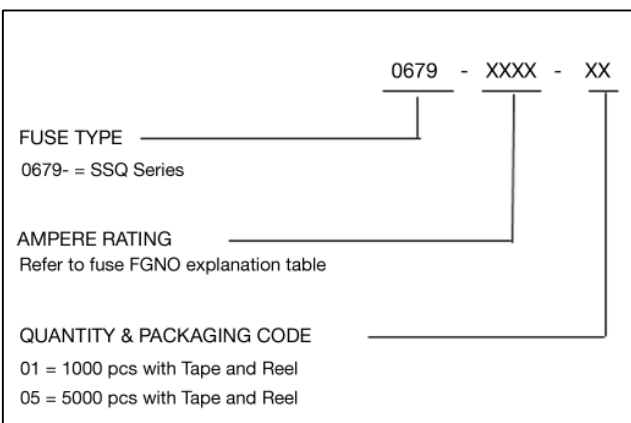 0679 - XXXX - XX
FUSE TYPE
0679- = SSQ Series
AMPERE RATING
Refer to fuse FGNO explanation table
QUANTITY & PACKAGING CODE
01 = 1000 pcs with Tape and Reel
05 = 5000 pcs with Tape and Reel